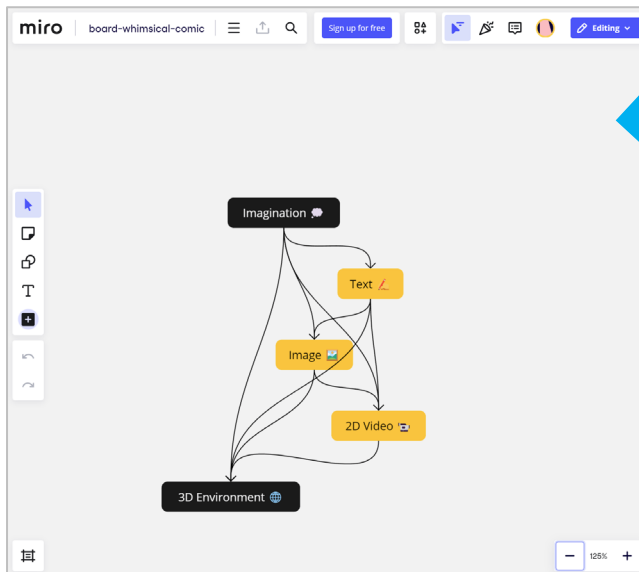 miro board-whimsical-comic Sign up for free Editing
Imagination 💭
Text
Image 🖼️
2D Video
3D Environment 🌐
T
125%